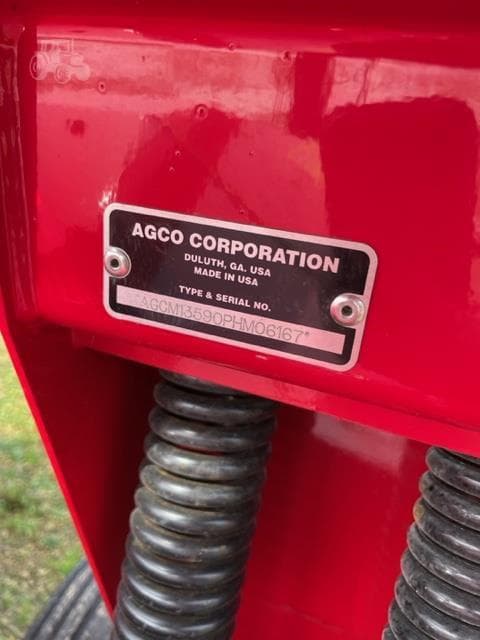 AGCO CORPORATION
DULUTH, GA. USA
MADE IN USA
TYPE & SERIAL NO.
*AGCM13590PHM06167*